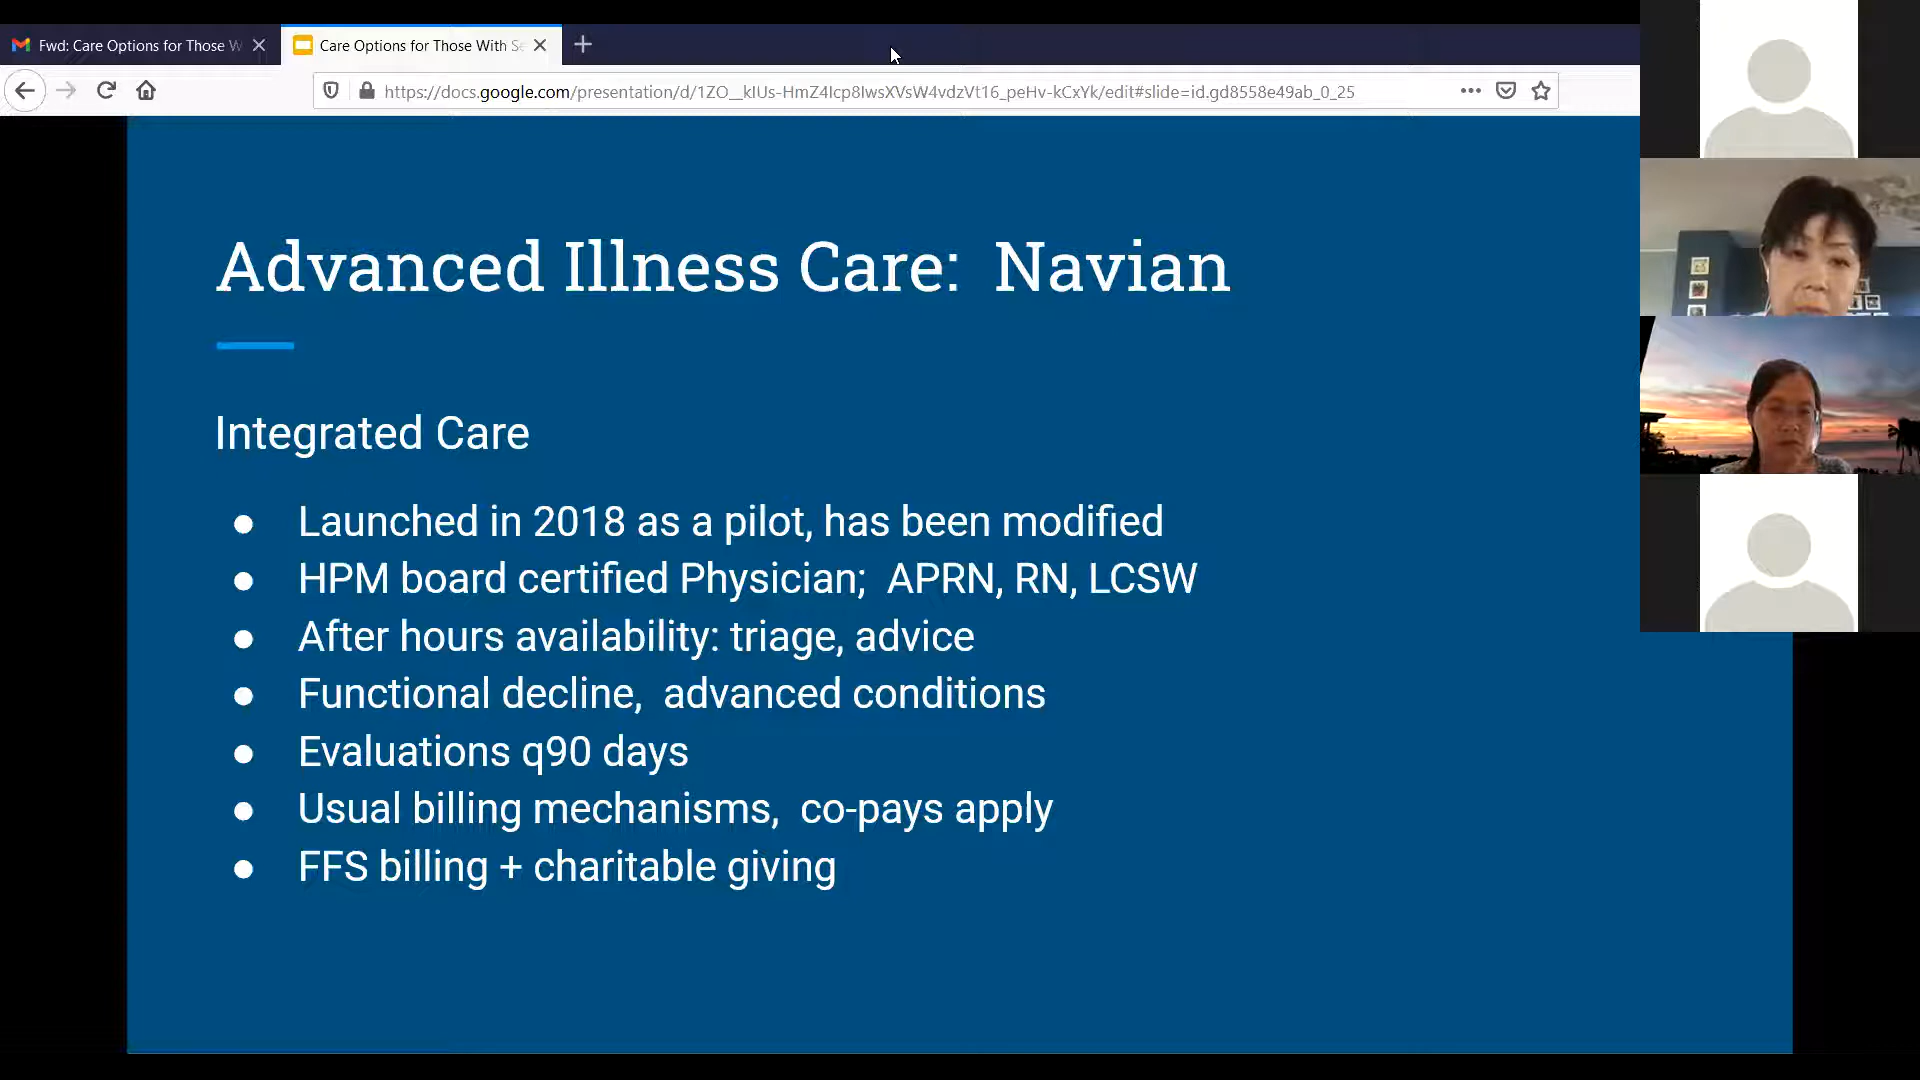 Fwd: Care Options for Those W
Care Options for Those With Se
https://docs.google.com/presentation/d/1ZO__kIUs-HmZ4Icp8IwsXVsW4vdzVt16_peHv-kCxYk/edit#slide=id.gd8558e49ab_0_25
Advanced Illness Care:  Navian
Integrated Care
● Launched in 2018 as a pilot, has been modified
● HPM board certified Physician;  APRN, RN, LCSW
● After hours availability: triage, advice
● Functional decline,  advanced conditions
● Evaluations q90 days
● Usual billing mechanisms,  co-pays apply
● FFS billing + charitable giving